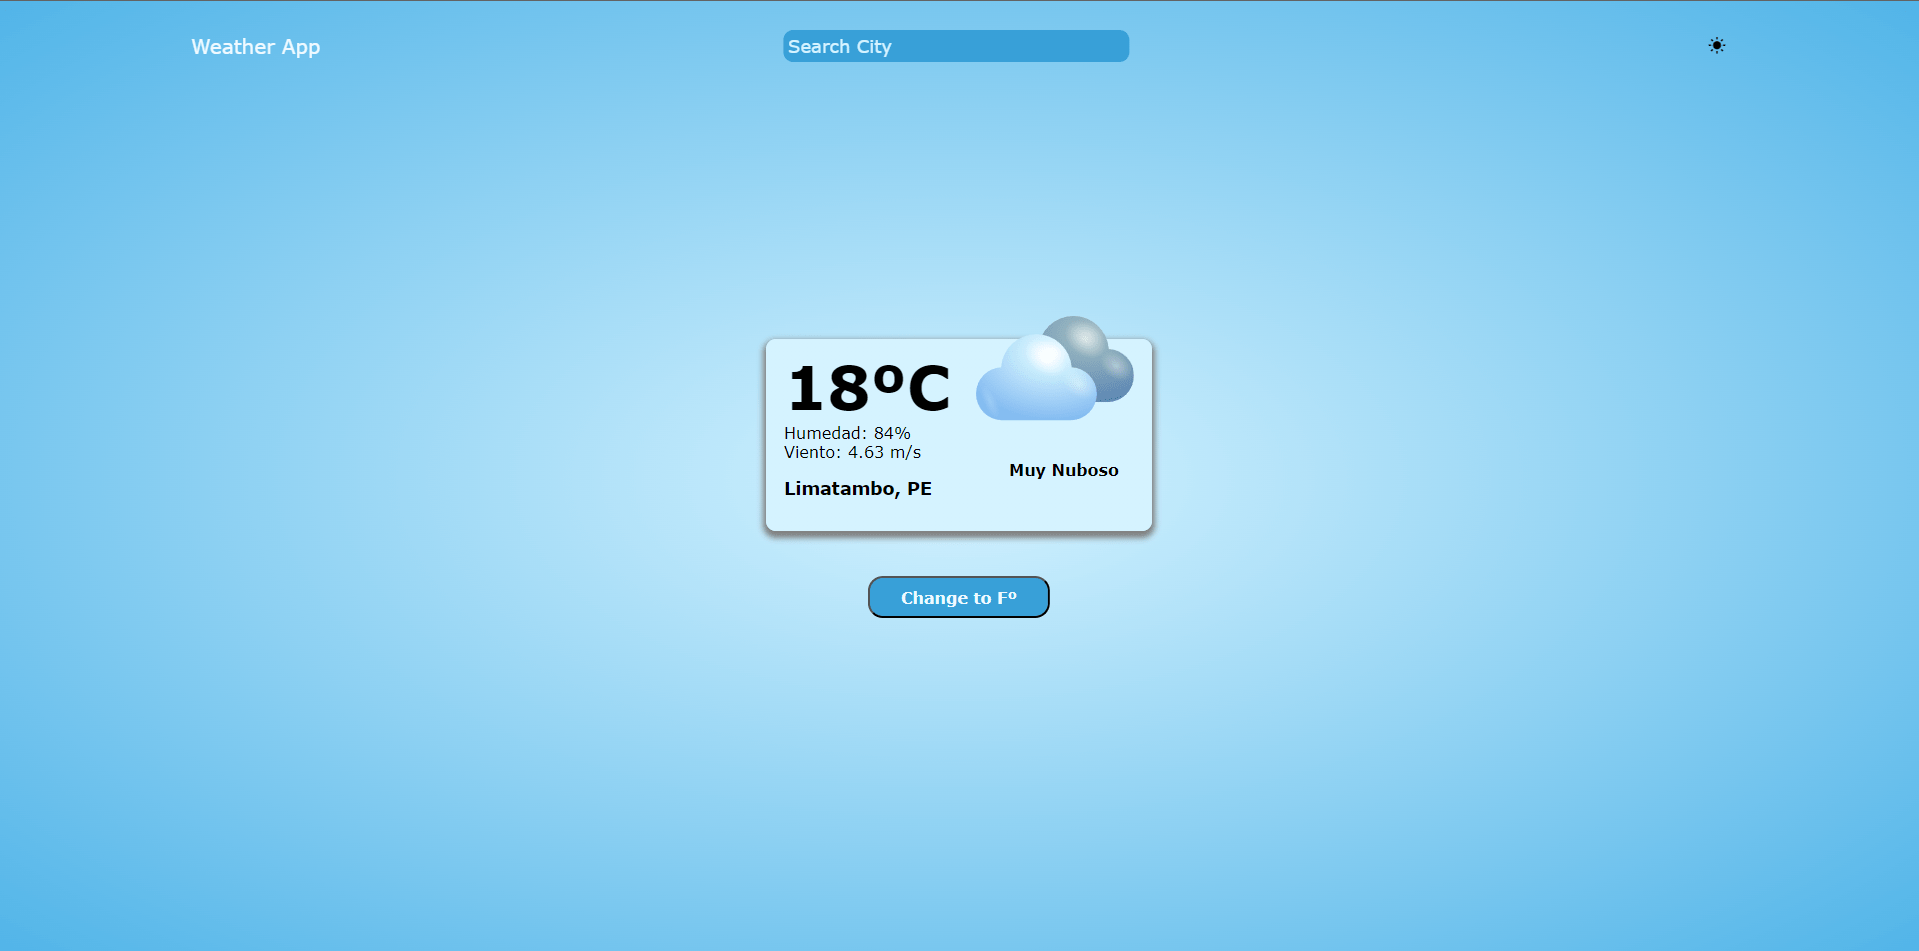 Weather App
Search City
18ºC
Humedad: 84%
Viento: 4.63 m/s
Muy Nuboso
Limatambo, PE
Change to Fº